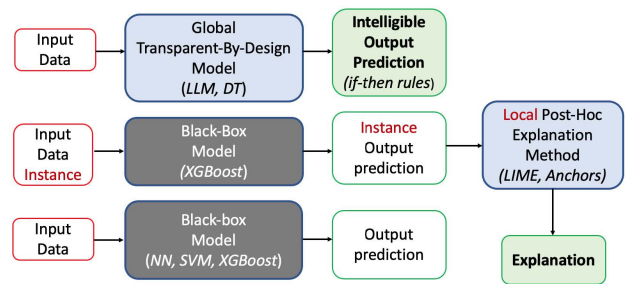 Input
Data
Global
Transparent-By-Design
Model
(LLM, DT)
Intelligible
Output
Prediction
(if-then rules)
Input
Data
Instance
Black-Box
Model
(XGBoost)
Instance
Output
prediction
Local Post-Hoc
Explanation
Method
(LIME, Anchors)
Input
Data
Black-box
Model
(NN, SVM, XGBoost)
Output
prediction
Explanation